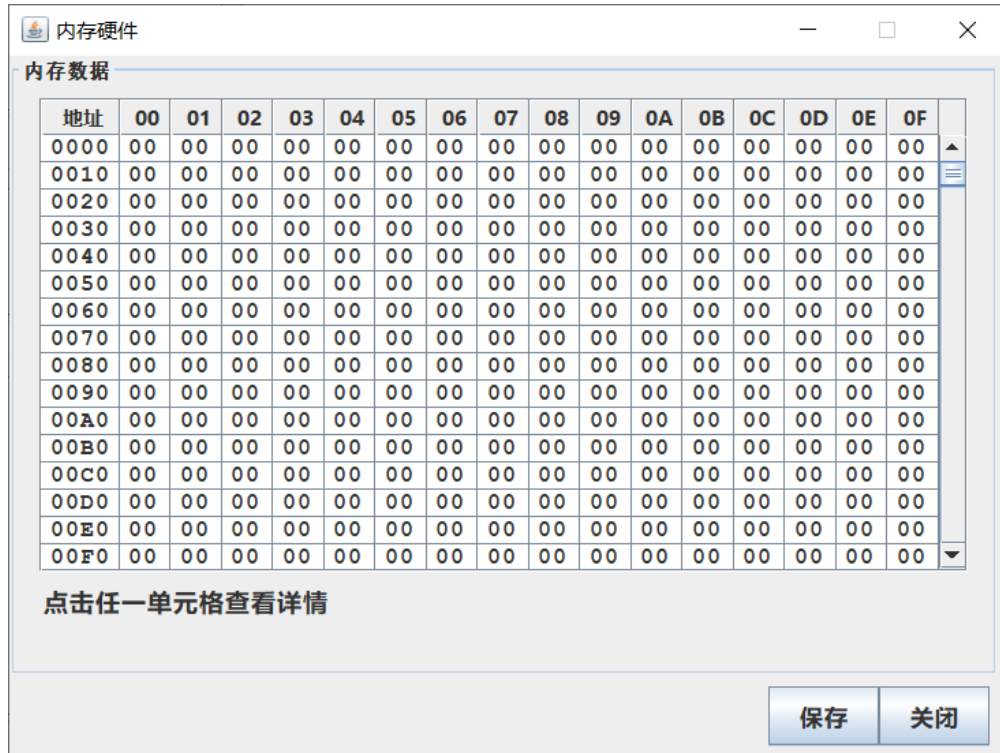 内存硬件
内存数据
地址 00 01 02 03 04 05 06 07 08 09 0A 0B 0C 0D 0E 0F
0000 00 00 00 00 00 00 00 00 00 00 00 00 00 00 00 00
0010 00 00 00 00 00 00 00 00 00 00 00 00 00 00 00 00
0020 00 00 00 00 00 00 00 00 00 00 00 00 00 00 00 00
0030 00 00 00 00 00 00 00 00 00 00 00 00 00 00 00 00
0040 00 00 00 00 00 00 00 00 00 00 00 00 00 00 00 00
0050 00 00 00 00 00 00 00 00 00 00 00 00 00 00 00 00
0060 00 00 00 00 00 00 00 00 00 00 00 00 00 00 00 00
0070 00 00 00 00 00 00 00 00 00 00 00 00 00 00 00 00
0080 00 00 00 00 00 00 00 00 00 00 00 00 00 00 00 00
0090 00 00 00 00 00 00 00 00 00 00 00 00 00 00 00 00
00A0 00 00 00 00 00 00 00 00 00 00 00 00 00 00 00 00
00B0 00 00 00 00 00 00 00 00 00 00 00 00 00 00 00 00
00C0 00 00 00 00 00 00 00 00 00 00 00 00 00 00 00 00
00D0 00 00 00 00 00 00 00 00 00 00 00 00 00 00 00 00
00E0 00 00 00 00 00 00 00 00 00 00 00 00 00 00 00 00
00F0 00 00 00 00 00 00 00 00 00 00 00 00 00 00 00 00
点击任一单元格查看详情
保存 关闭